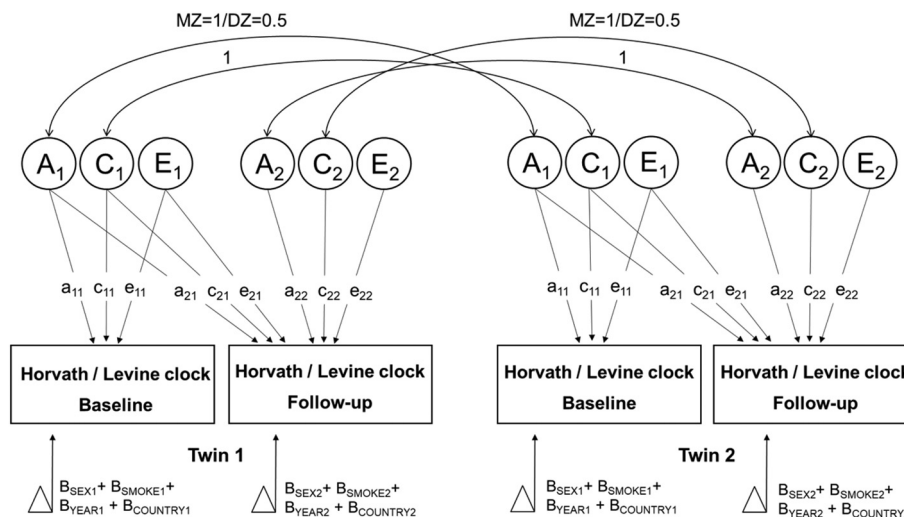 MZ=1/DZ=0.5 MZ=1/DZ=0.5
1 1
A1 C1 E1 A2 C2 E2 A1 C1 E1 A2 C2 E2
a11 c11 e11 a21 c21 e21 a22 c22 e22 a11 c11 e11 a21 c21 e21 a22 c22 e22
Horvath / Levine clock Horvath / Levine clock Horvath / Levine clock Horvath / Levine clock
Baseline Follow-up Baseline Follow-up
Twin 1 Twin 2
BSEX1+ BSMOKE1+ BSEX2+ BSMOKE2+ BSEX1+ BSMOKE1+ BSEX2+ BSMOKE2+
BYEAR1 + BCOUNTRY1 BYEAR2 + BCOUNTRY2 BYEAR1 + BCOUNTRY1 BYEAR2 + BCOUNTRY